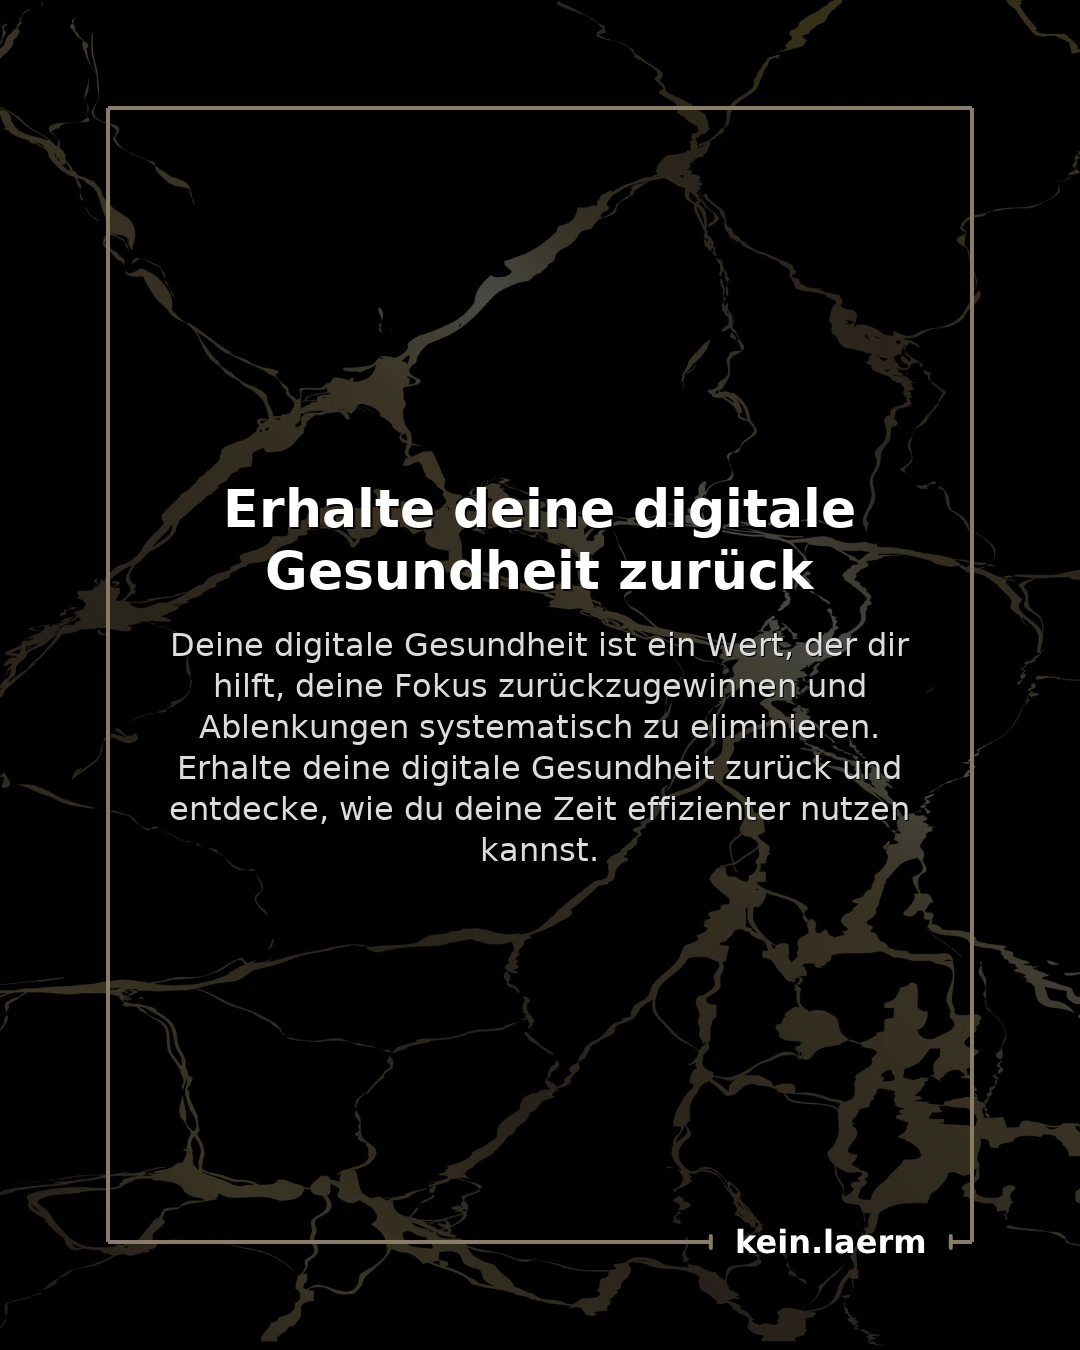 Erhalte deine digitale
Gesundheit zurück
Deine digitale Gesundheit ist ein Wert, der dir
hilft, deine Fokus zurückzugewinnen und
Ablenkungen systematisch zu eliminieren.
Erhalte deine digitale Gesundheit zurück und
entdecke, wie du deine Zeit effizienter nutzen
kannst.
kein.laerm